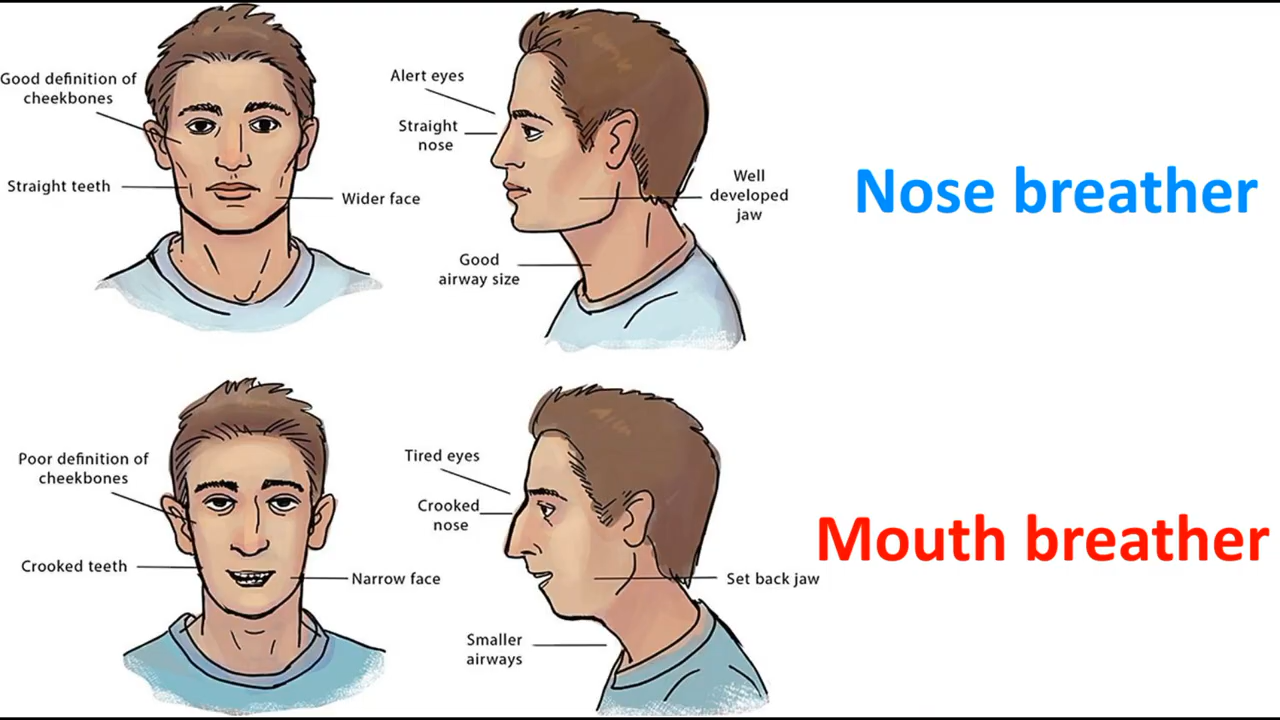 Good definition of
cheekbones
Straight teeth
Wider face
Alert eyes
Straight
nose
Well
developed
jaw
Good
airway size
Nose breather
Poor definition of
cheekbones
Crooked teeth
Narrow face
Tired eyes
Crooked
nose
Set back jaw
Smaller
airways
Mouth breather